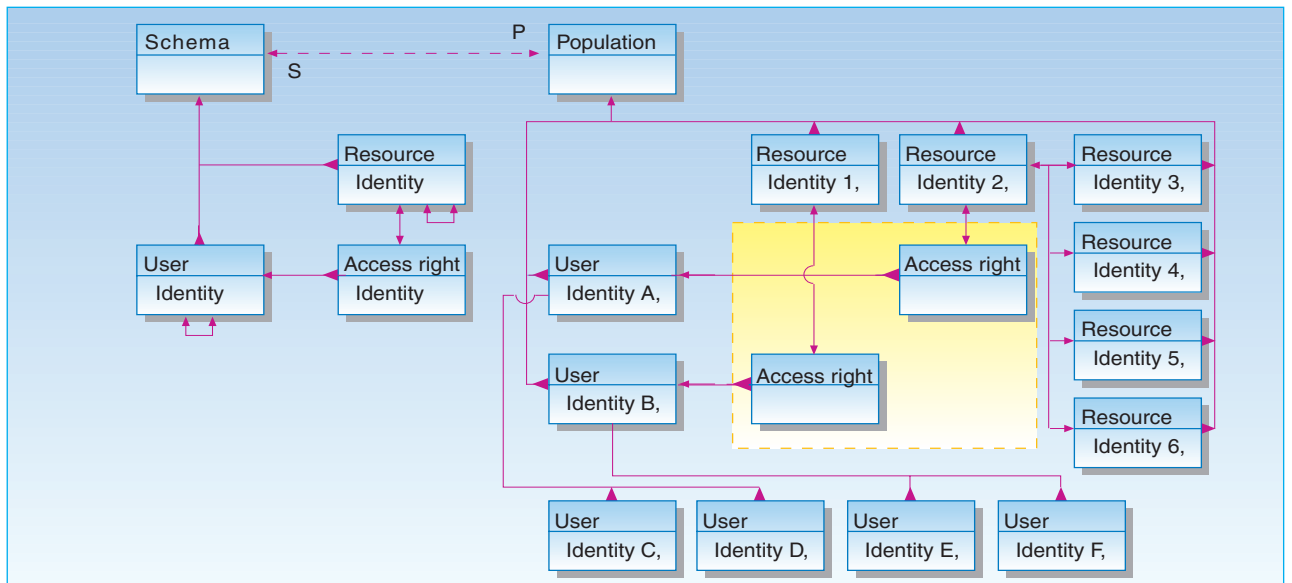 Schema
P
Population
S
Resource
Identity
User
Identity
Access right
Identity
Resource
Identity 1,
Resource
Identity 2,
Resource
Identity 3,
Resource
Identity 4,
Resource
Identity 5,
Resource
Identity 6,
User
Identity A,
Access right
User
Identity B,
Access right
User
Identity C,
User
Identity D,
User
Identity E,
User
Identity F,